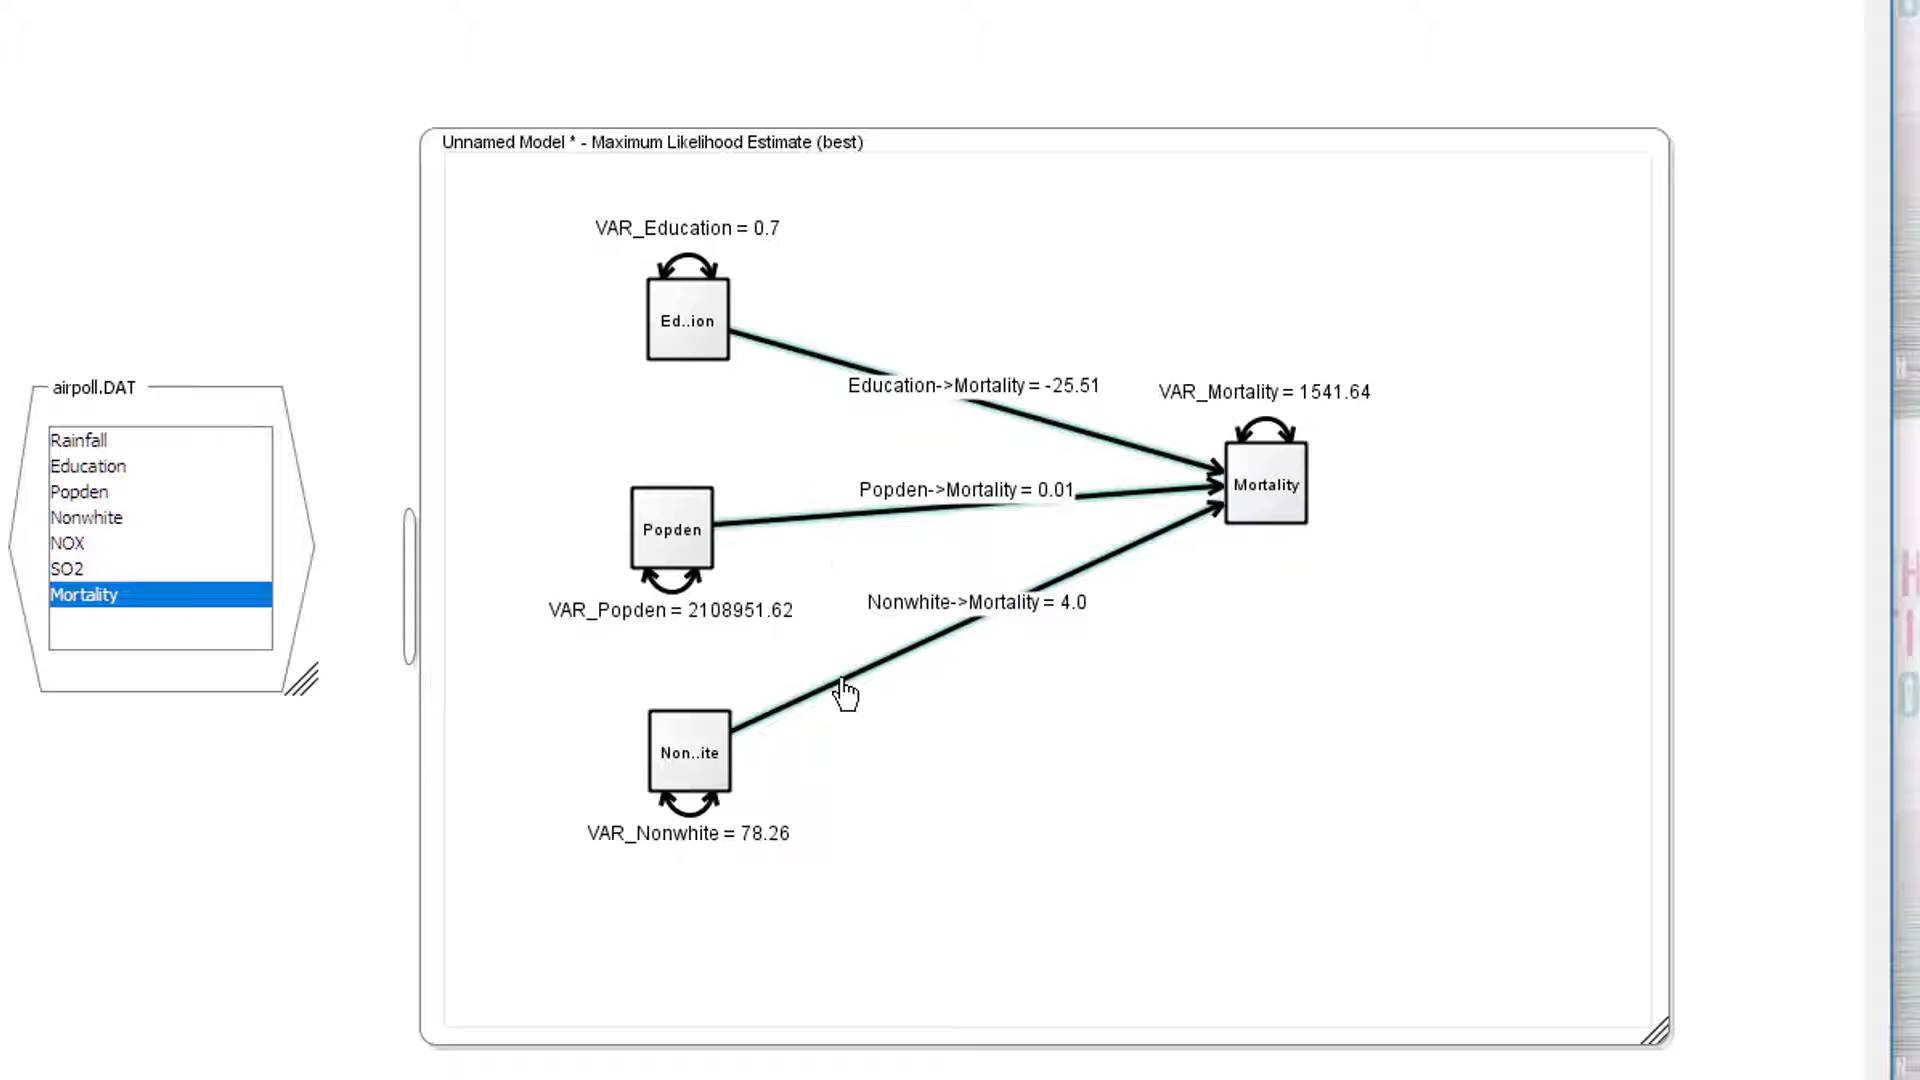 Unnamed Model * - Maximum Likelihood Estimate (best)
VAR_Education = 0.7
Ed..ion
Education->Mortality = -25.51
VAR_Mortality = 1541.64
Mortality
Popden->Mortality = 0.01
Popden
VAR_Popden = 2108951.62
Nonwhite->Mortality = 4.0
Non..ite
VAR_Nonwhite = 78.26
airpoll.DAT
Rainfall
Education
Popden
Nonwhite
NOX
SO2
Mortality